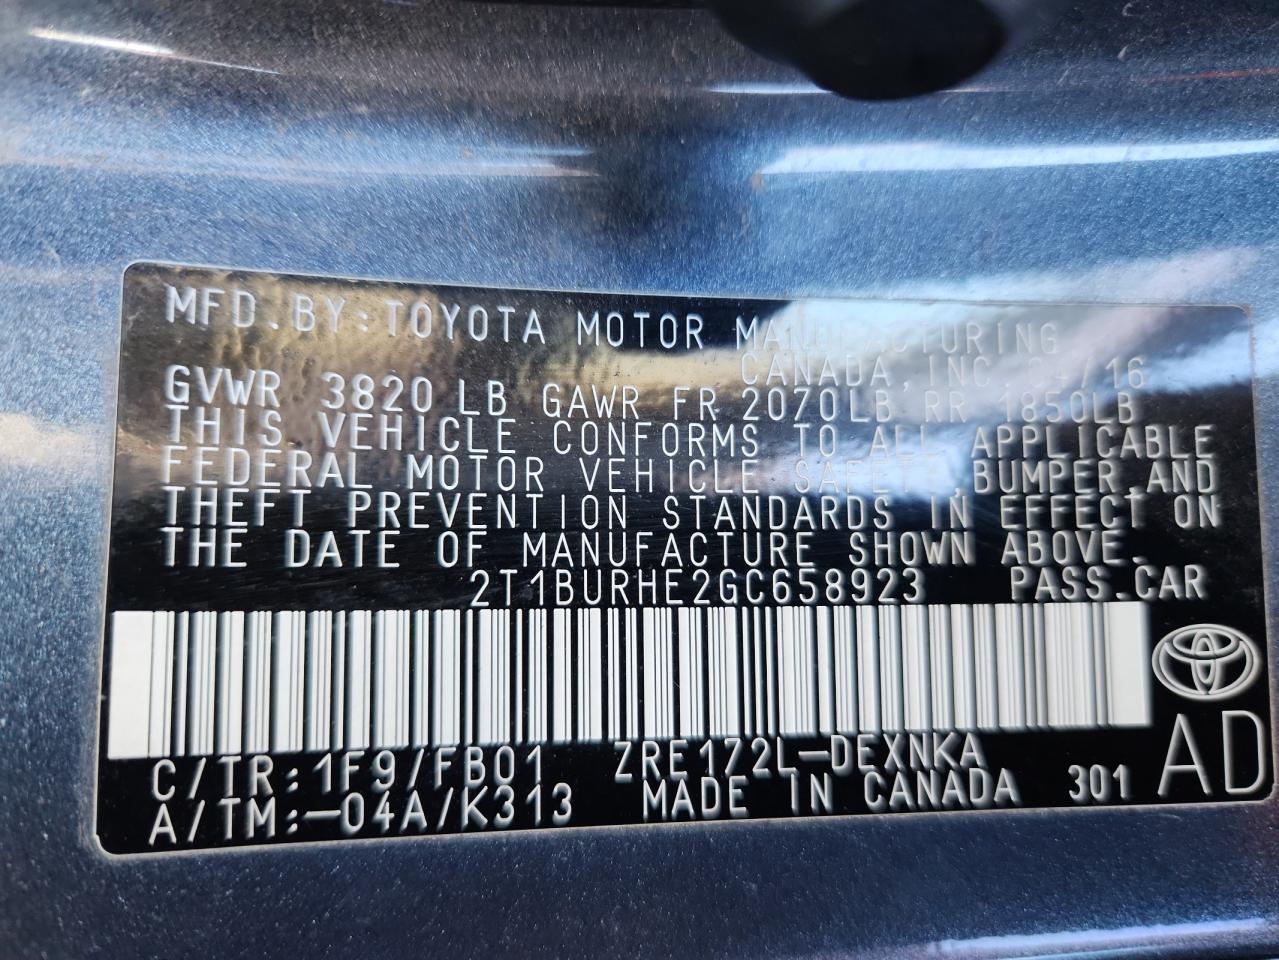 MFD.BY:TOYOTA MOTOR MANUFACTURING
CANADA,INC. 04/16
GVWR 3820 LB GAWR FR 2070LB RR 1850LB
THIS VEHICLE CONFORMS TO ALL APPLICABLE
FEDERAL MOTOR VEHICLE SAFETY,BUMPER,AND
THEFT PREVENTION STANDARDS IN EFFECT ON
THE DATE OF MANUFACTURE SHOWN ABOVE.
2T1BURHE2GC658923 PASS.CAR
C/TR:1F9/FB01 ZRE172L-DEXNKA
A/TM:-04A/K313 MADE IN CANADA 301 AD